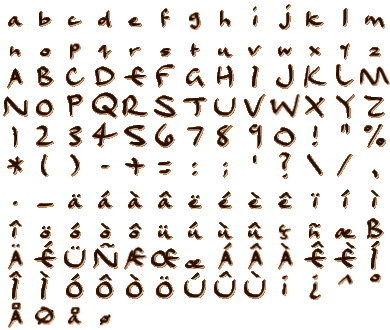 a b c d e f g h i j k l m
n o p q r s t u v w x y z
A B C D E F G H I J K L M
N O P Q R S T U V W X Y Z
1 2 3 4 5 6 7 8 9 0 ! " %
* ( ) - + = : ; ' ? \ / ,
. _ ä á à â ë é è ê ï í ì
î ö ó ò ô ü ú ù û ş ñ æ B
Ä É Ü Ñ Æ Œ œ Á Â À Ê È Í
Î Ì Ó Ô Ò Ú Û Ù ¡ ¿ ^ °
Å Ø å ø